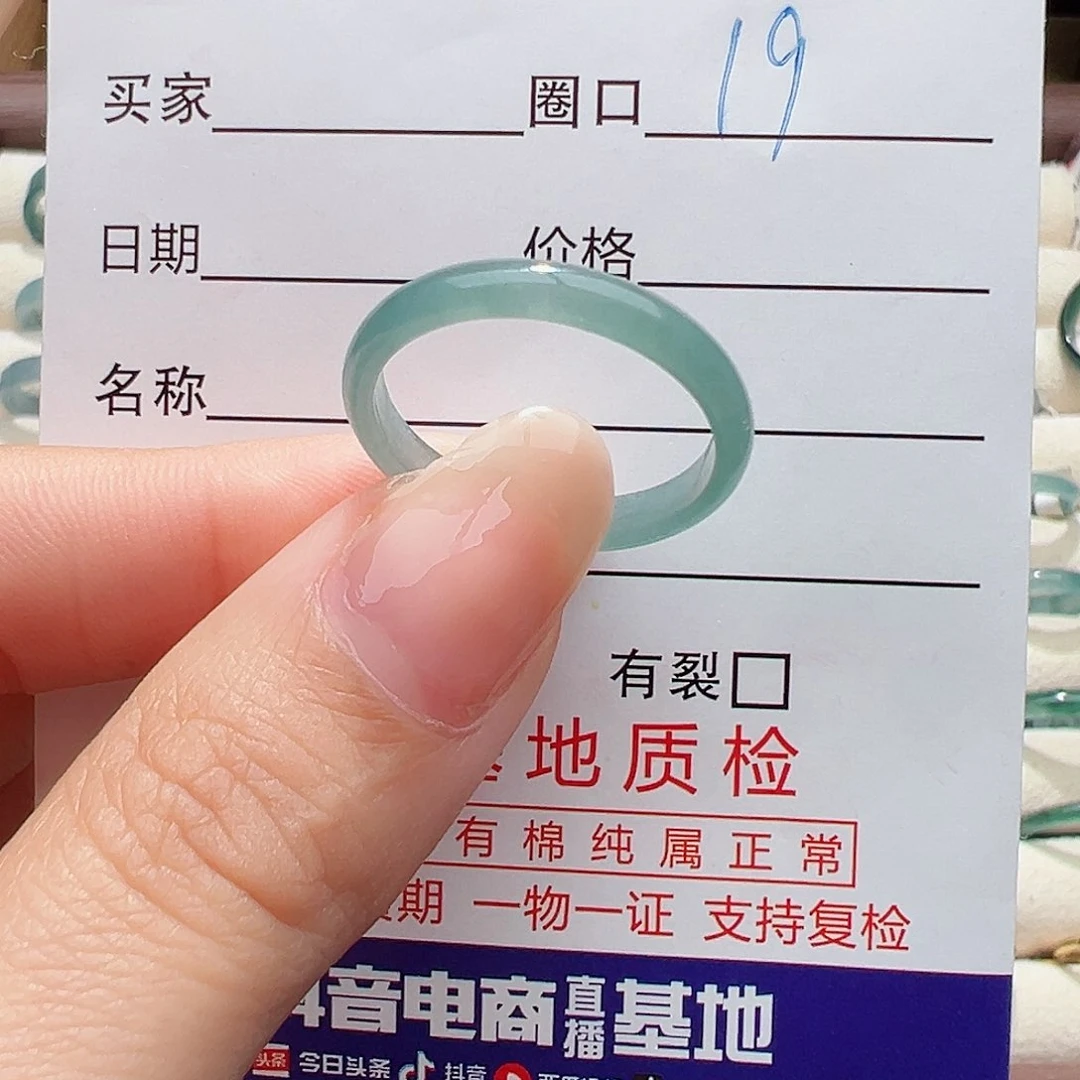 买家 圈口 19
日期 价格
名称
有裂
地质检
有棉纯属正常
期 一物一证 支持复检
音电商直播基地
头条 今日头条 抖音